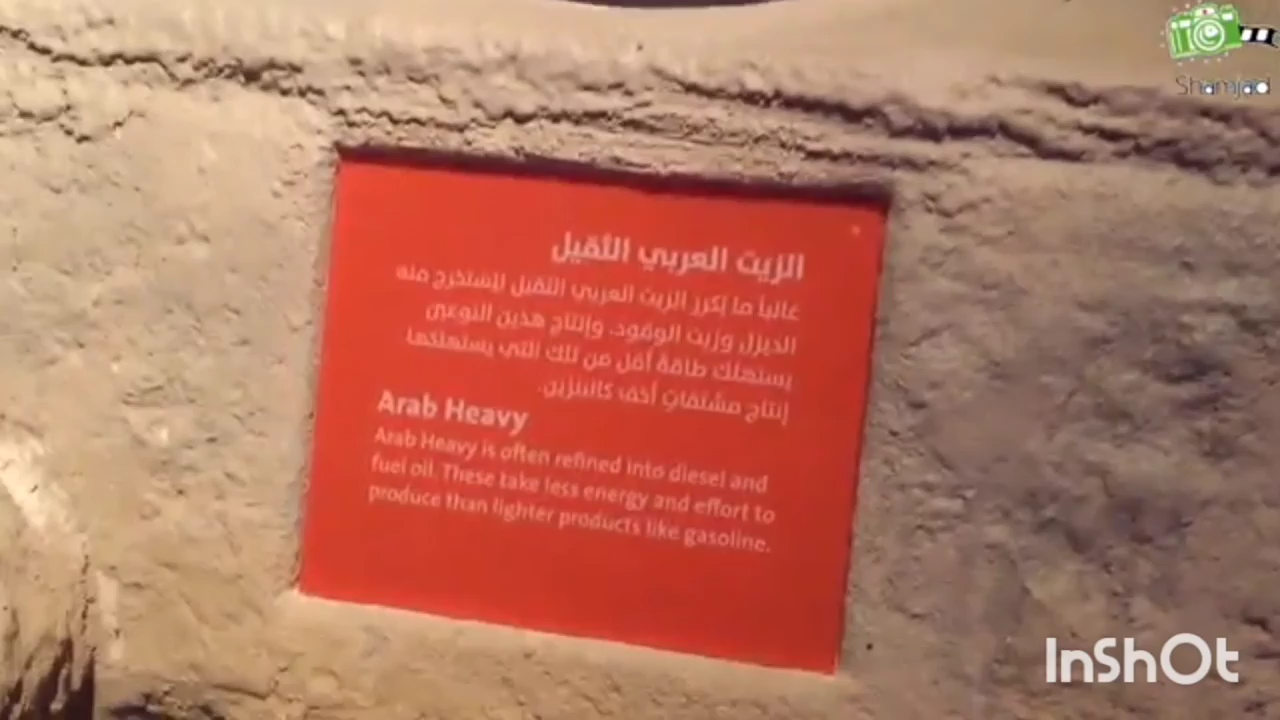 Shamjad
الزيت العربي الثقيل
غالباً ما يُكرر الزيت العربي الثقيل ليُستخرج منه
الديزل وزيت الوقود. وإنتاج هذين النوعين
يستهلك طاقة أقل من تلك التي يستهلكها
إنتاج مشتقاتٍ أخف كالبنزين.
Arab Heavy
Arab Heavy is often refined into diesel and
fuel oil. These take less energy and effort to
produce than lighter products like gasoline.
InShOt